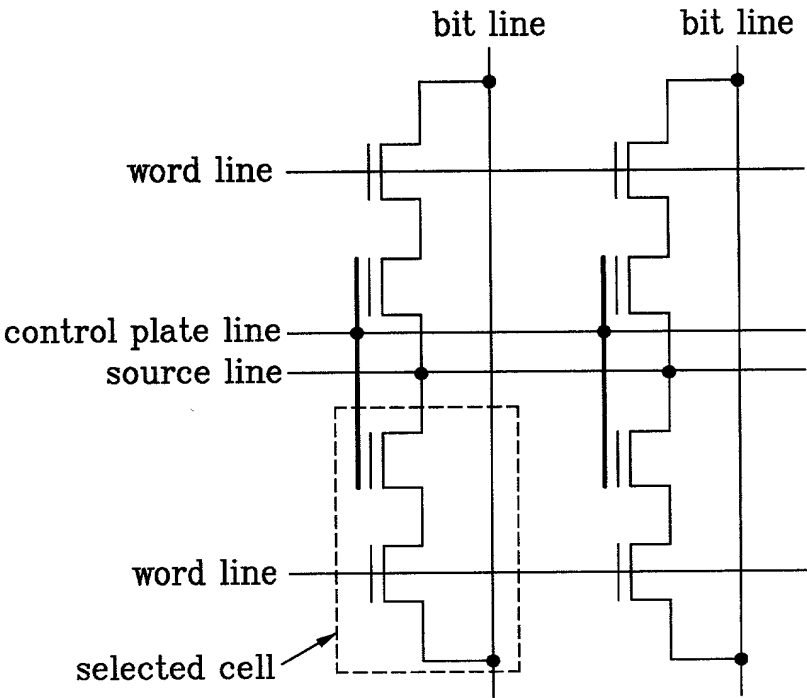 bit line
bit line
word line
control plate line
source line
word line
selected cell